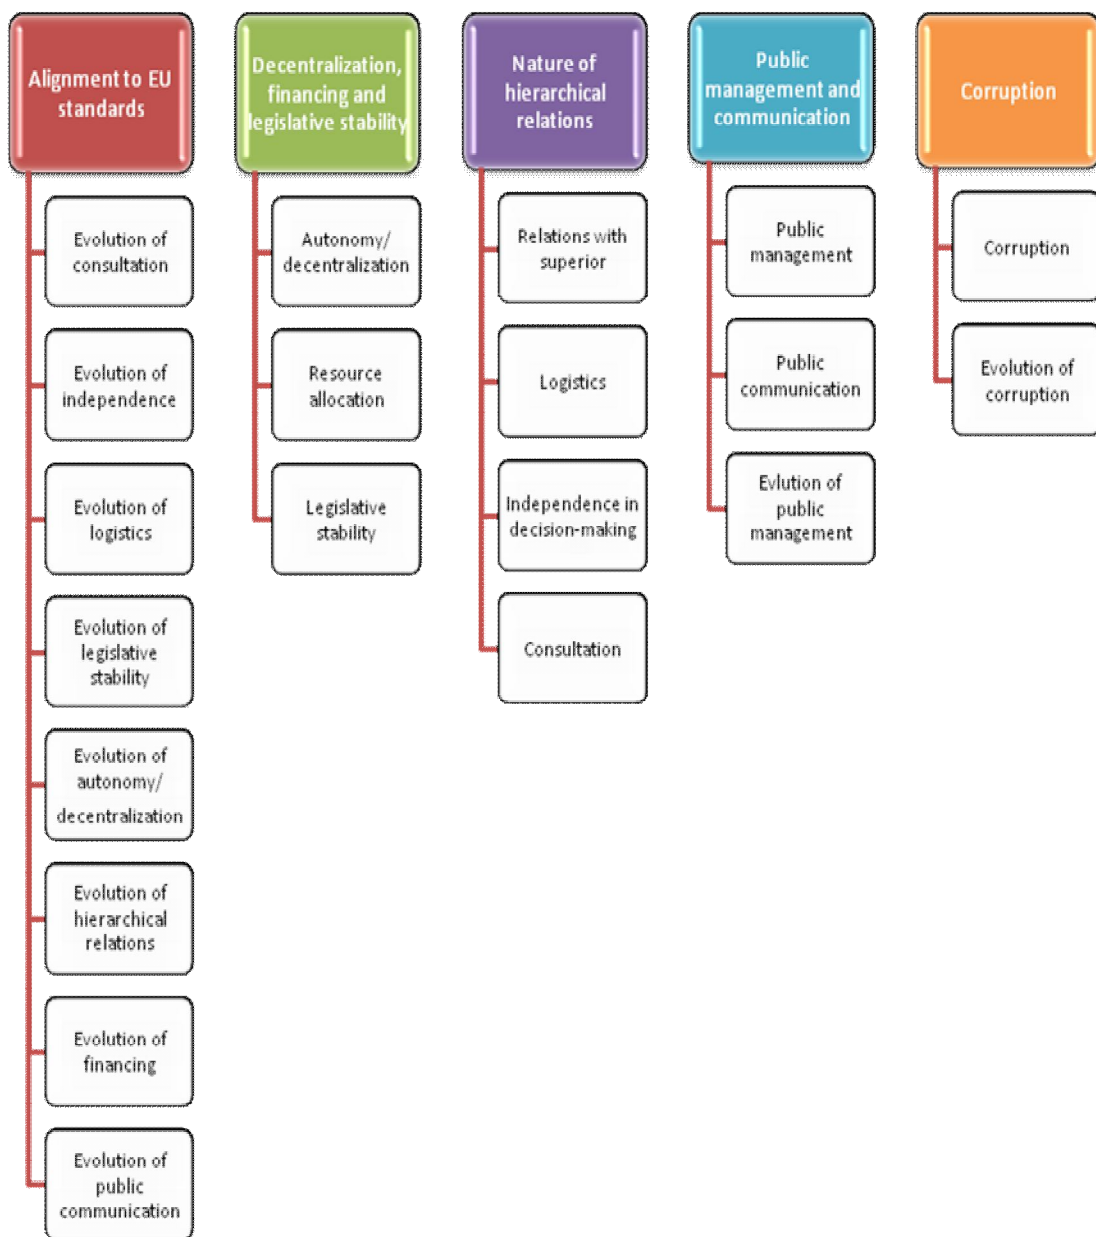 Alignment to EU
standards
Evolution of
consultation
Evolution of
independence
Evolution of
logistics
Evolution of
legislative
stability
Evolution of
autonomy/
decentralization
Evolution of
hierarchical
relations
Evolution of
financing
Evolution of
public
communication
Decentralization,
financing and
legislative stability
Autonomy/
decentralization
Resource
allocation
Legislative
stability
Nature of
hierarchical
relations
Relations with
superior
Logistics
Independence in
decision-making
Consultation
Public
management and
communication
Public
management
Public
communication
Evlution of
public
management
Corruption
Corruption
Evolution of
corruption